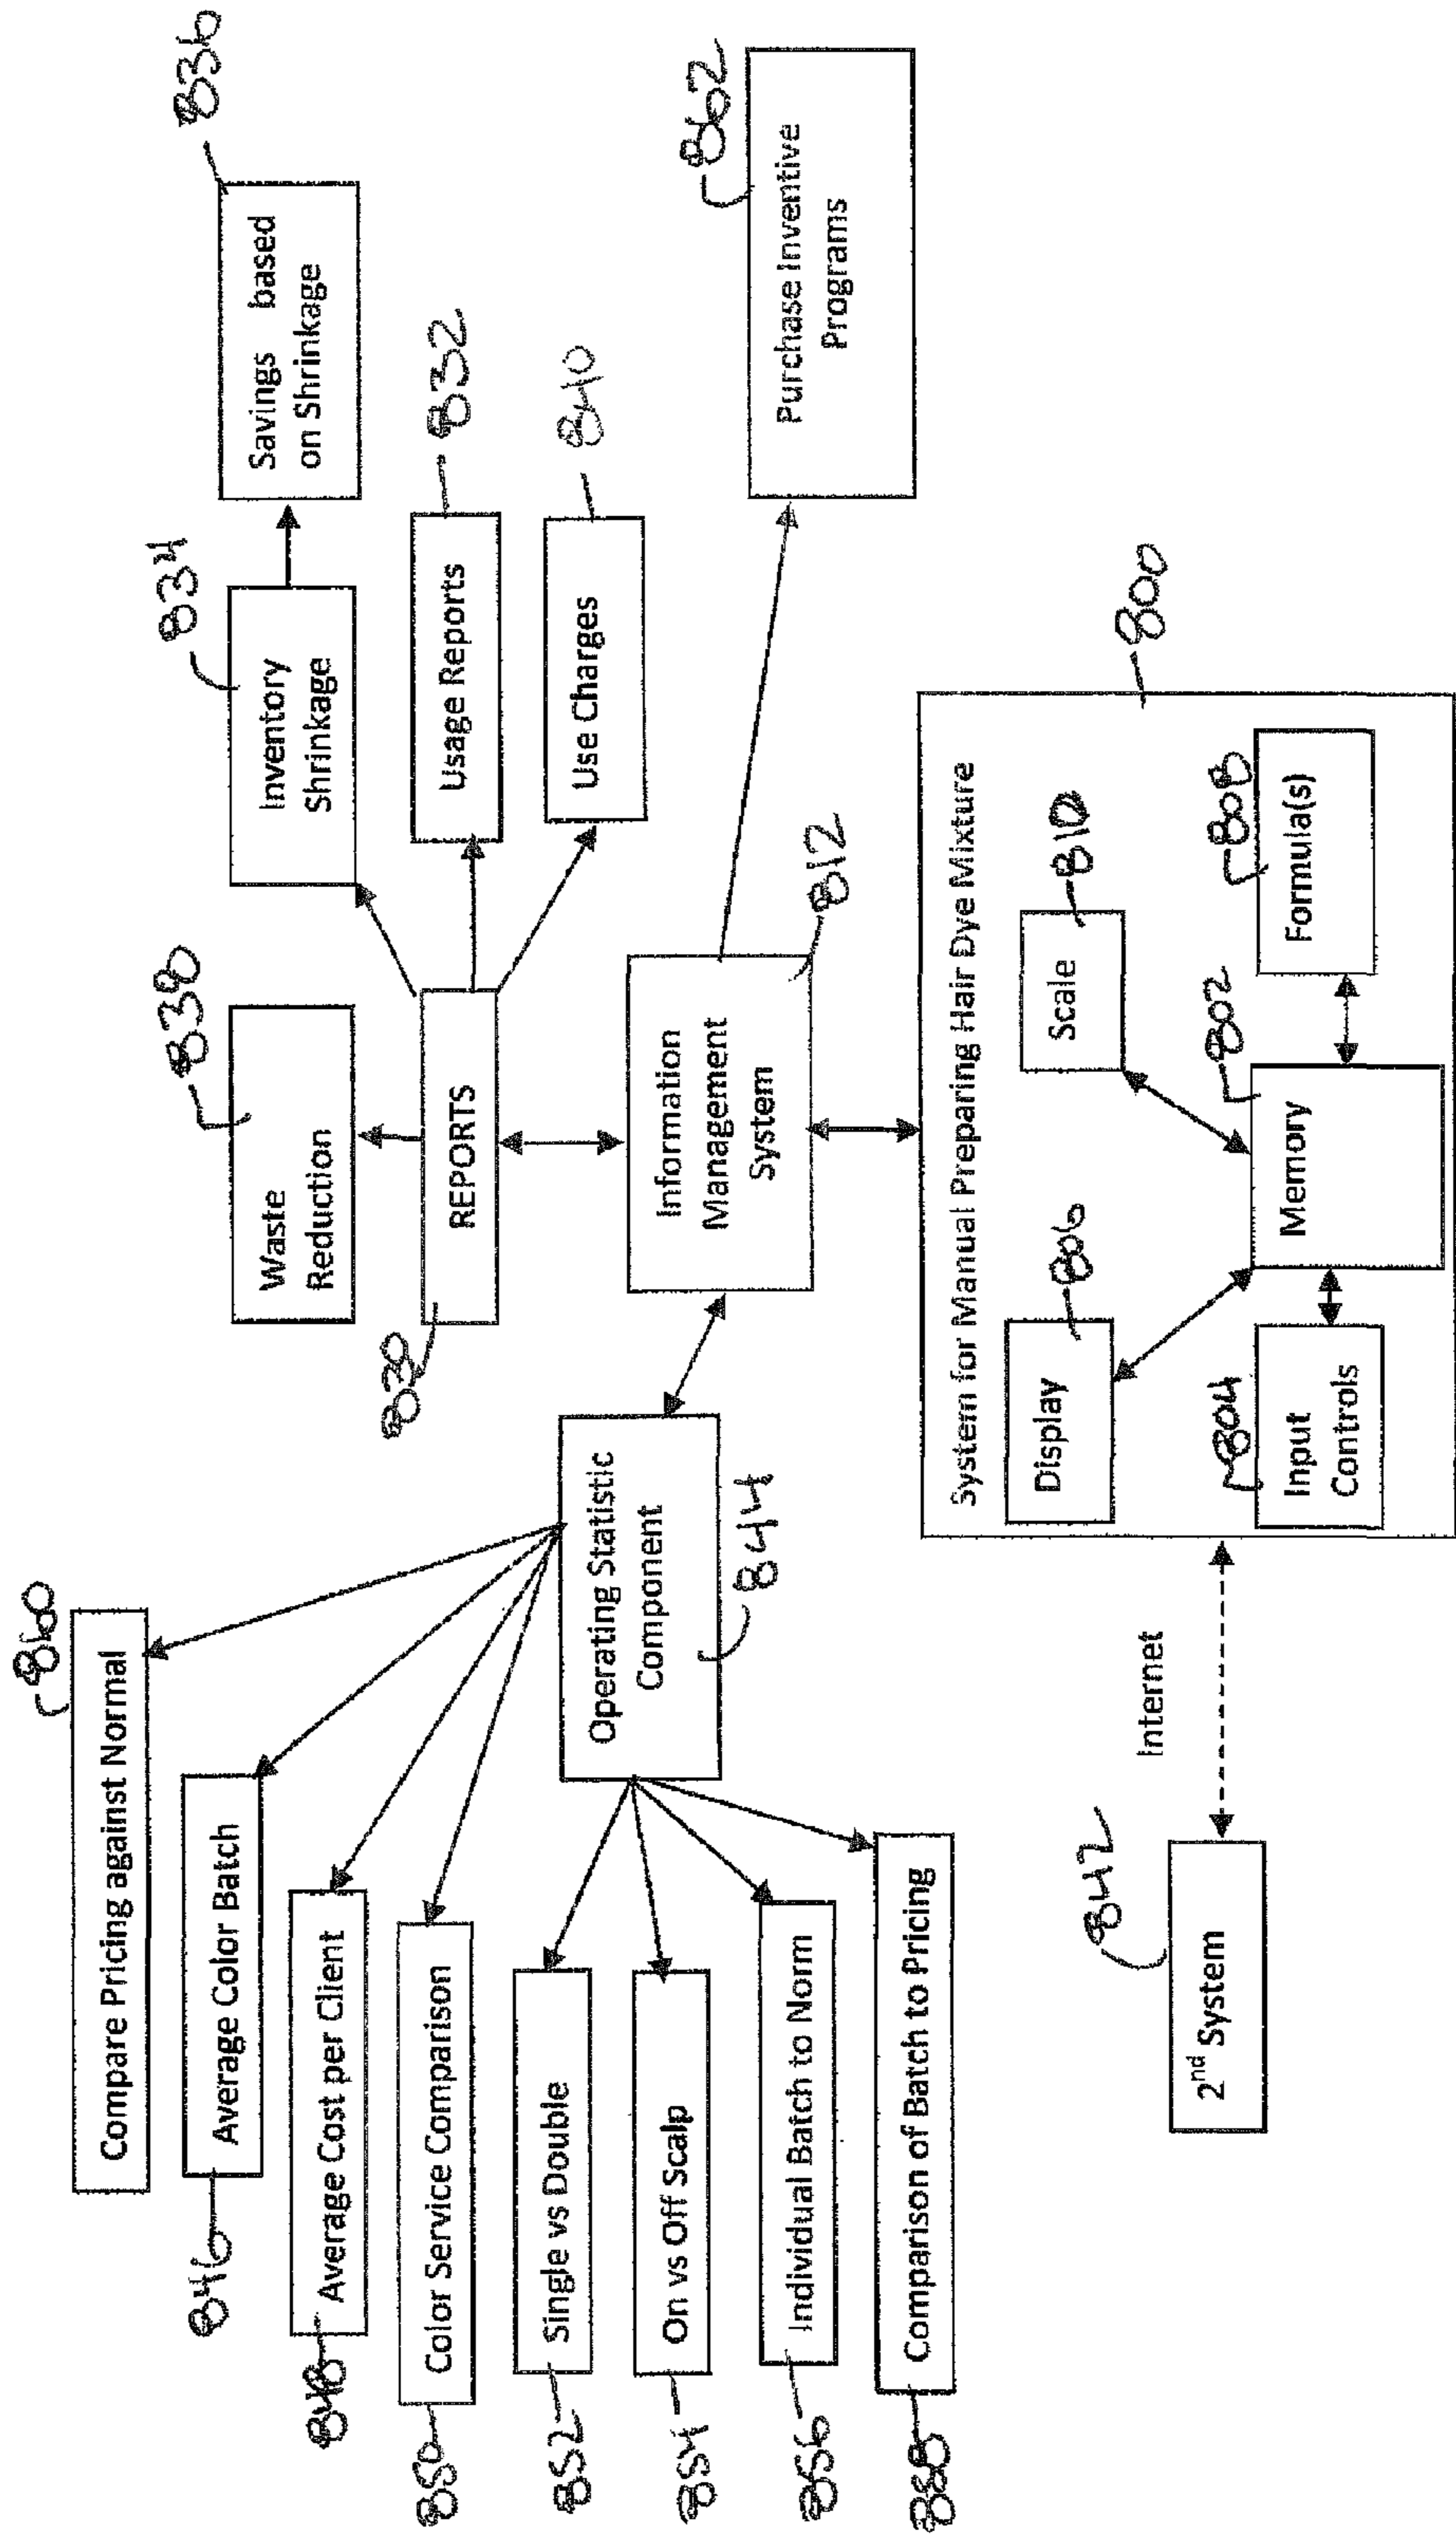 860
Compare Pricing against Normal
846
Average Color Batch
848
Average Cost per Client
850
Color Service Comparison
852
Single vs Double
854
On vs Off Scalp
856
Individual Batch to Norm
858
Comparison of Batch to Pricing
Operating Statistic
Component
844
838
Waste
Reduction
834
Inventory
Shrinkage
836
Savings based
on Shrinkage
REPORTS
Usage Reports
832
Use Charges
840
Information
Management
System
812
862
Purchase Inventive
Programs
842
2nd System
Internet
800
System for Manual Preparing Hair Dye Mixture
Display
806
Scale
810
804
Input
Controls
802
Memory
808
Formula(s)